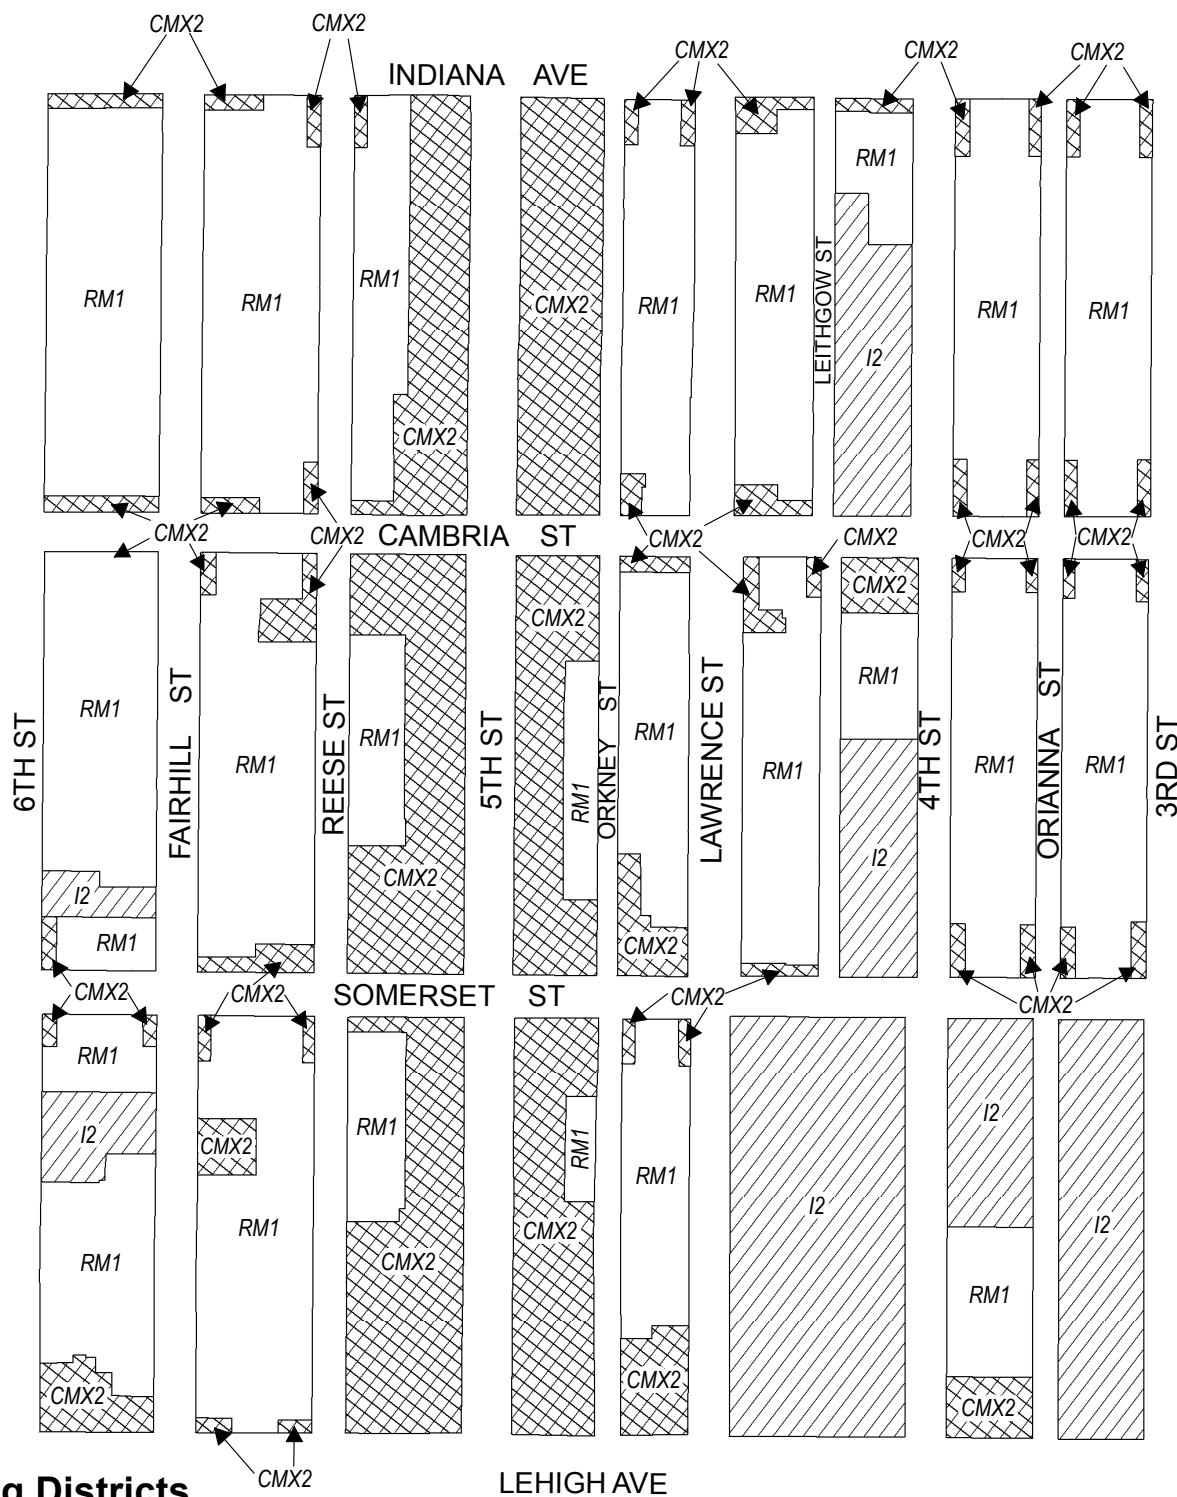 CMX2 CMX2
CMX2 CMX2 CMX2
INDIANA AVE
RM1
RM1 RM1 CMX2 RM1 RM1 LEITHGOW ST RM1 RM1
I2
CMX2
CMX2 CMX2 CAMBRIA ST CMX2 CMX2 CMX2 CMX2
CMX2 CMX2
RM1 RM1
6TH ST FAIRHILL ST RM1 REESE ST RM1 5TH ST RM1 ORKNEY ST RM1 LAWRENCE ST RM1 4TH ST RM1 ORIANNA ST RM1 3RD ST
I2 CMX2 I2
RM1 CMX2
CMX2 CMX2 SOMERSET ST CMX2 CMX2
RM1
I2 CMX2 RM1 RM1 I2
RM1
RM1 RM1 CMX2 CMX2 I2 I2
RM1
CMX2 CMX2 CMX2
CMX2 LEHIGH AVE
Districts